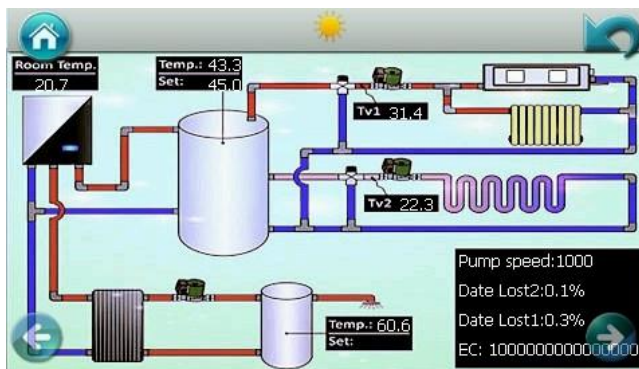 Room Temp.
20.7
Temp.: 43.3
Set: 45.0
Tv1 31.4
Tv2 22.3
Temp.: 60.6
Set:
Pump speed:1000
Date Lost2:0.1%
Date Lost1:0.3%
EC: 1000000000000000